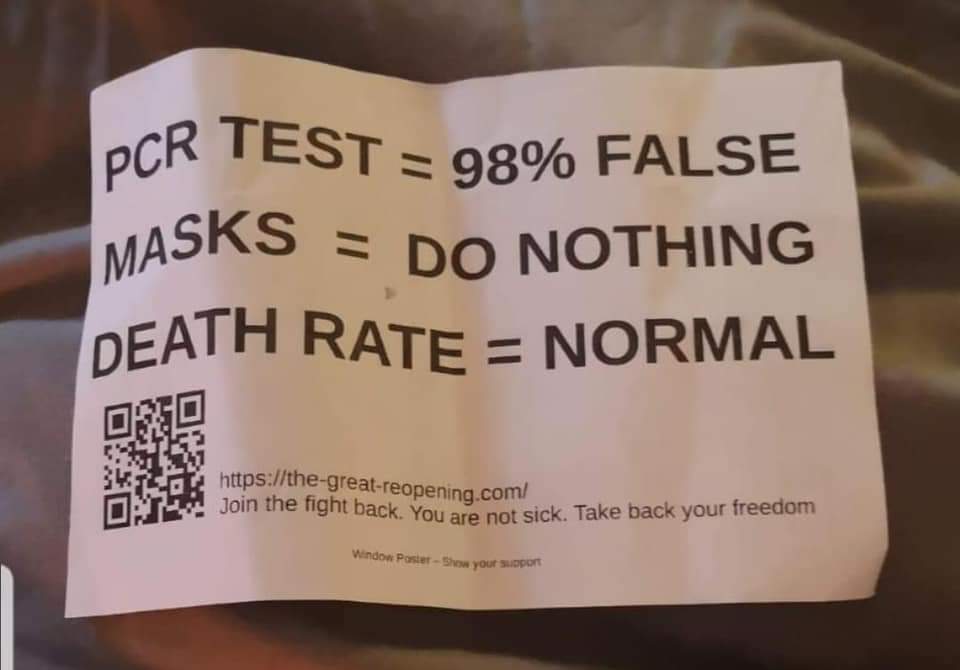 PCR TEST = 98% FALSE
MASKS = DO NOTHING
DEATH RATE = NORMAL
https://the-great-reopening.com/
Join the fight back. You are not sick. Take back your freedom
Window Poster – Show your support